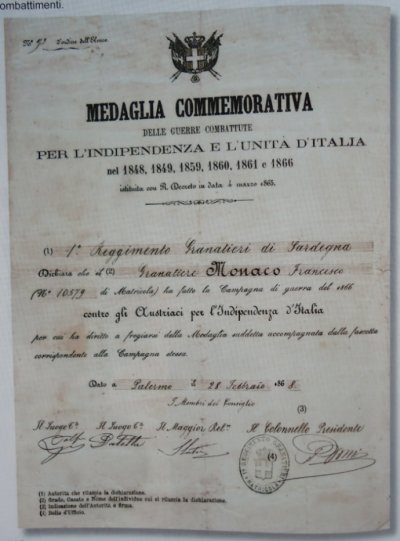 ombattimenti.
d'ordine dell'Elenco
MEDAGLIA COMMEMORATIVA
DELLE GUERRE COMBATTUTE
PER L'INDIPENDENZA E L'UNITÀ D'ITALIA
nel 1848, 1849, 1859, 1860, 1861 e 1866
istituita con R. Decreto in data 4 marzo 1865.
(1) 1º Reggimento Granatieri di Sardegna
Dichiara che il (2) Granatiere Monaco Francesco
(Nº 10579 di Matricola) ha fatto la Campagna di guerra del 1866
contro gli Austriaci per l'Indipendenza d'Italia
per cui ha diritto a fregiarsi della Medaglia suddetta accompagnata dalla fascetta
corrispondente alla Campagna stessa.
Dato a Palermo il 28 Febbraio 1868
I Membri del Consiglio
(3)
Il Luogo Il Luogo Il Maggior Rel. Il Colonnello Presidente
(4)
(1) Autorità che rilascia la dichiarazione.
(2) Grado, Casato e Nome dell'individuo cui si rilascia la dichiarazione.
(3) Indicazione dell'Autorità e firma.
(4) Bollo d'Ufficio.